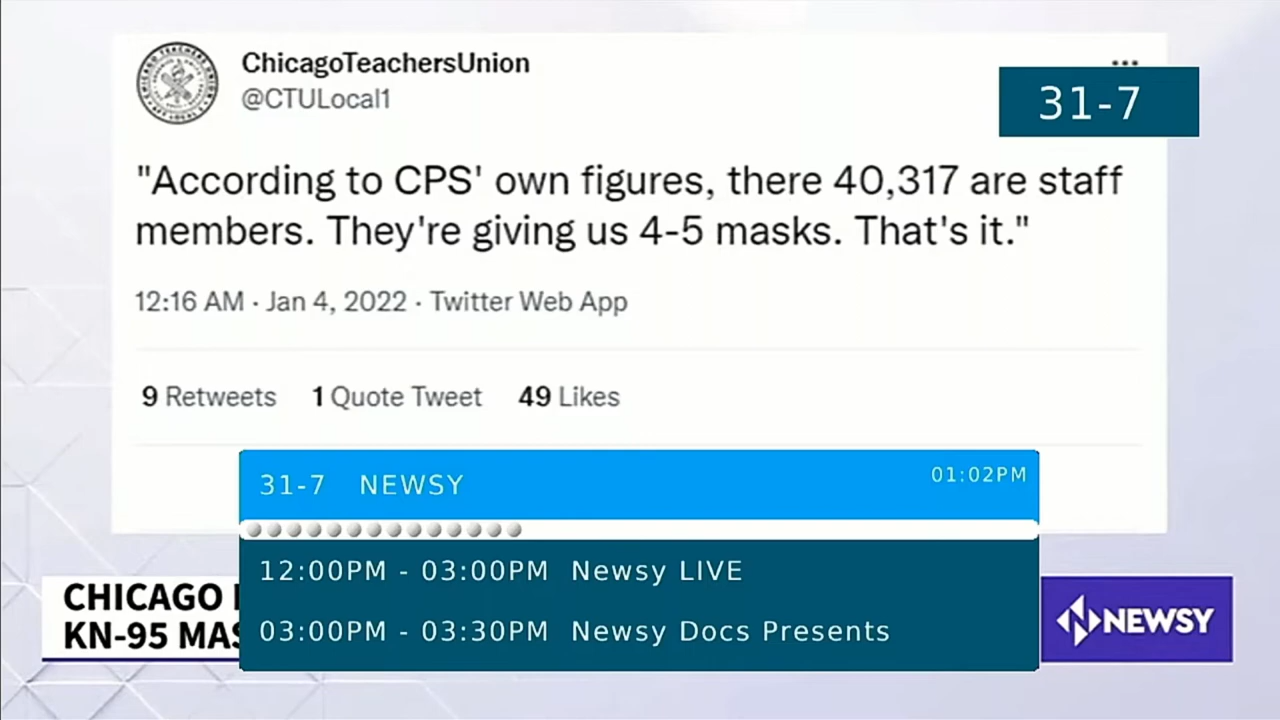 ChicagoTeachersUnion
@CTULocal1
31-7
"According to CPS' own figures, there 40,317 are staff
members. They're giving us 4-5 masks. That's it."
12:16 AM · Jan 4, 2022 · Twitter Web App
9 Retweets 1 Quote Tweet 49 Likes
31-7 NEWSY 01:02PM
12:00PM - 03:00PM Newsy LIVE
03:00PM - 03:30PM Newsy Docs Presents
CHICAGO
KN-95
NEWSY